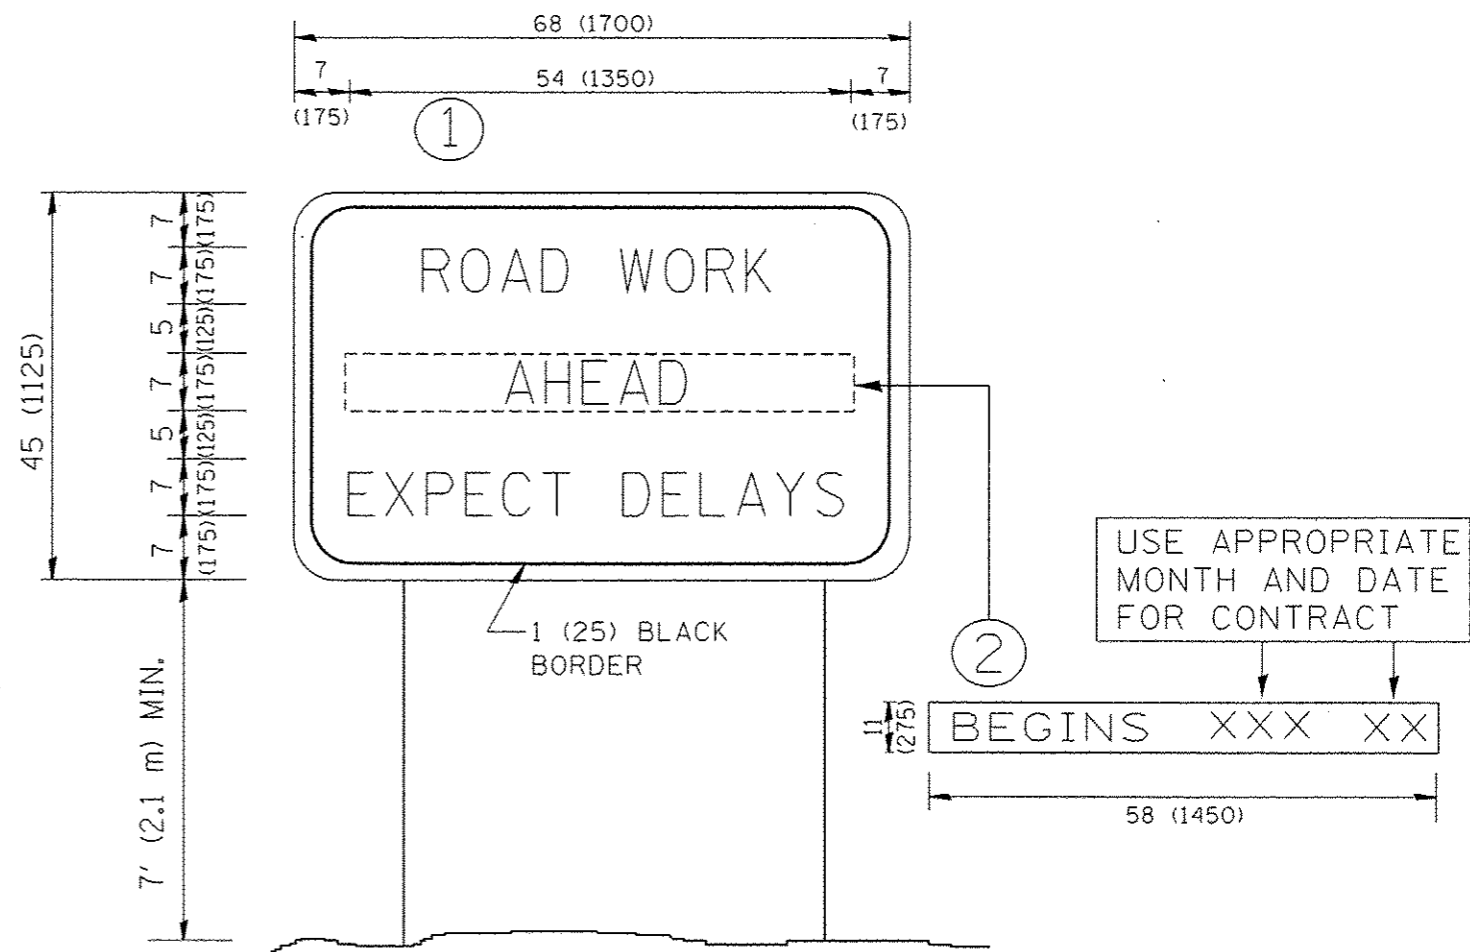 68 (1700)
7
54 (1350)
7
(175)
(175)
1
7 (175)
7 (175)
5 (125)
7 (175)
5 (125)
7 (175)
7 (175)
45 (1125)
ROAD WORK
AHEAD
EXPECT DELAYS
1 (25) BLACK
BORDER
7' (2.1 m) MIN.
2
USE APPROPRIATE
MONTH AND DATE
FOR CONTRACT
11
(275)
BEGINS XXX XX
58 (1450)